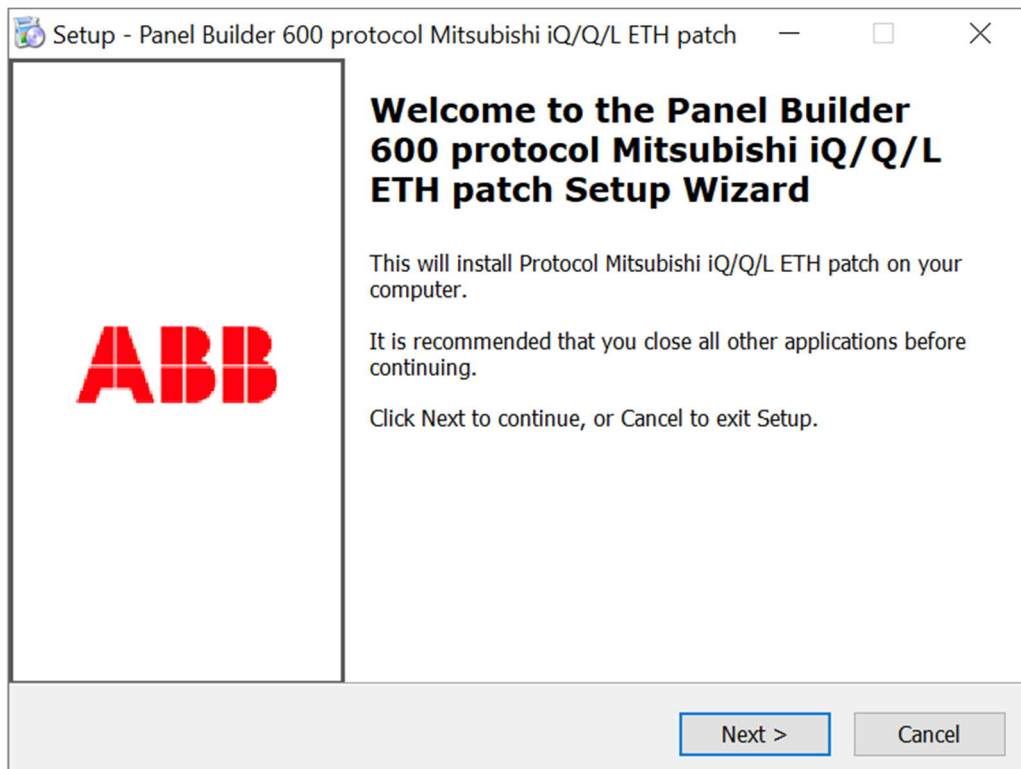 Setup - Panel Builder 600 protocol Mitsubishi iQ/Q/L ETH patch
Welcome to the Panel Builder
600 protocol Mitsubishi iQ/Q/L
ETH patch Setup Wizard
This will install Protocol Mitsubishi iQ/Q/L ETH patch on your
computer.
It is recommended that you close all other applications before
continuing.
Click Next to continue, or Cancel to exit Setup.
ABB
Next >
Cancel